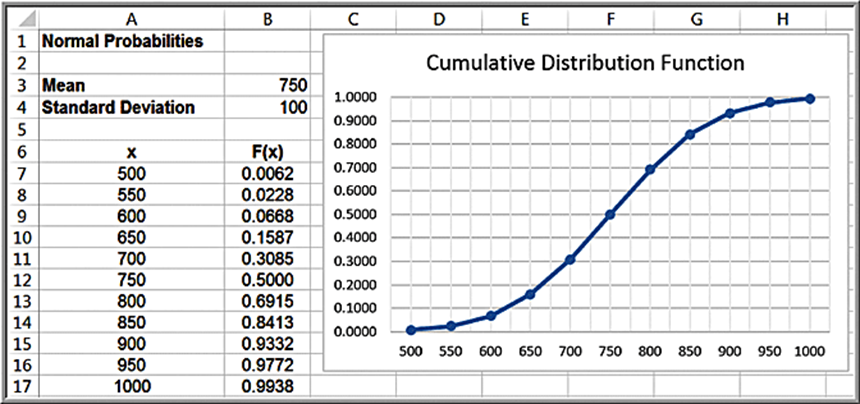 A B C D E F G H
1 Normal Probabilities
2
3 Mean 750
4 Standard Deviation 100
5
6 x F(x)
7 500 0.0062
8 550 0.0228
9 600 0.0668
10 650 0.1587
11 700 0.3085
12 750 0.5000
13 800 0.6915
14 850 0.8413
15 900 0.9332
16 950 0.9772
17 1000 0.9938
Cumulative Distribution Function
1.0000
0.9000
0.8000
0.7000
0.6000
0.5000
0.4000
0.3000
0.2000
0.1000
0.0000
500 550 600 650 700 750 800 850 900 950 1000